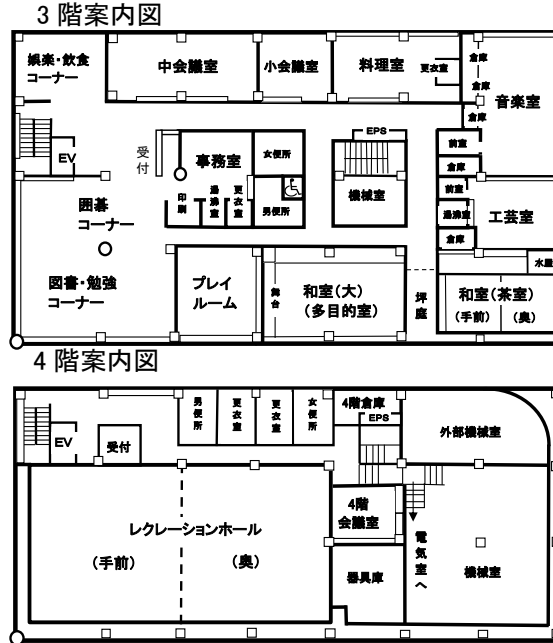 3階案内図
娯楽・飲食
コーナー
中会議室
小会議室
料理室
更衣室
倉庫
倉庫
倉庫
音楽室
EV
受付
事務室
女便所
EPS
前室
倉庫
印刷
湯沸室
更衣室
男便所
機械室
前室
湯沸室
倉庫
工芸室
囲碁
コーナー
水屋
図書・勉強
コーナー
プレイ
ルーム
舞台
和室(大)
(多目的室)
坪庭
和室(茶室)
(手前)
(奥)
4階案内図
男便所
更衣室
更衣室
女便所
4階倉庫
EPS
外部機械室
EV
受付
レクレーションホール
(手前)
(奥)
4階
会議室
電気室へ
器具庫
機械室